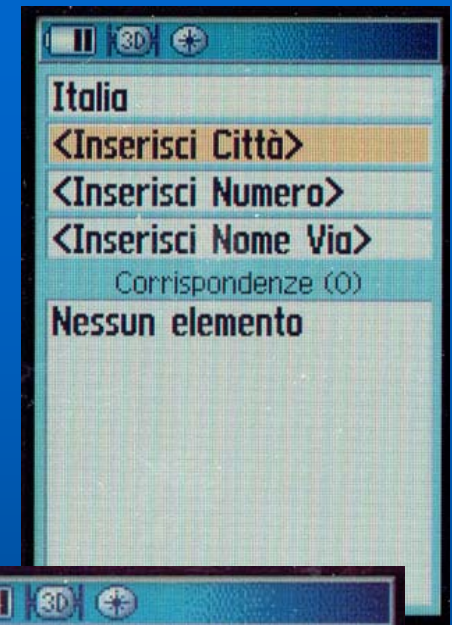 3D
Italia
<Inserisci Città>
<Inserisci Numero>
<Inserisci Nome Via>
Corrispondenze (0)
Nessun elemento
3D